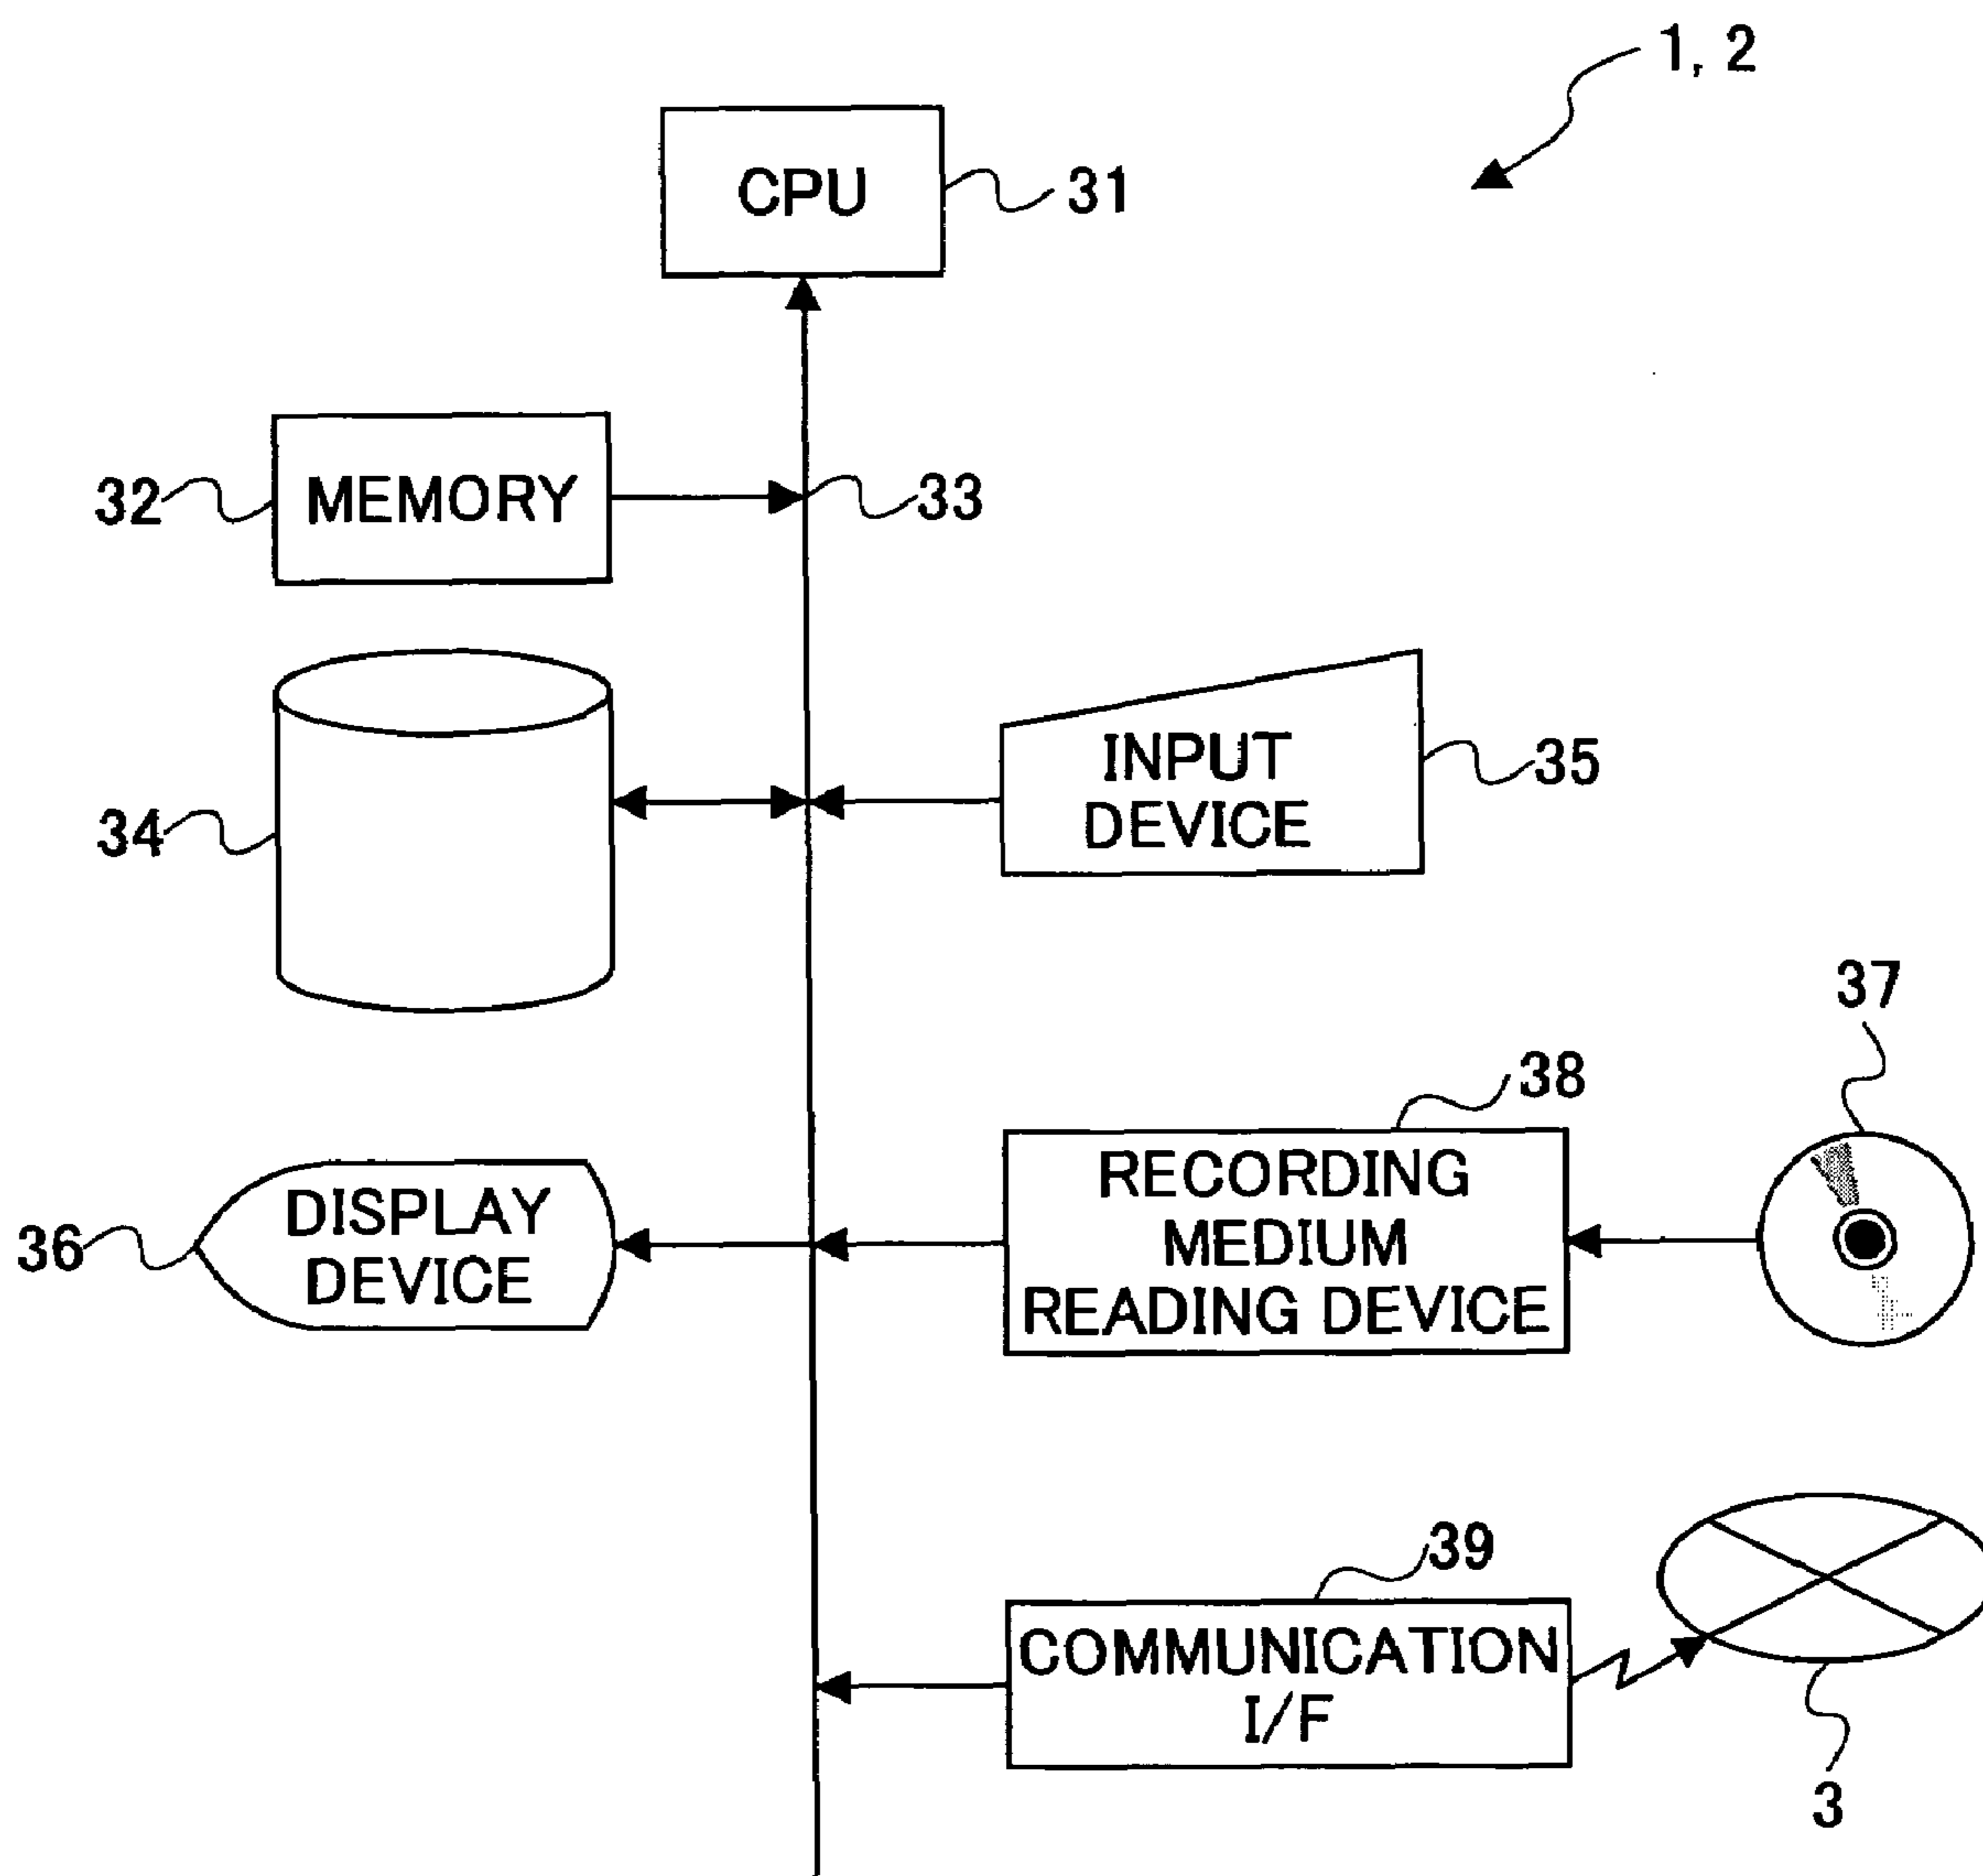 1, 2
CPU
31
32
MEMORY
33
34
INPUT
DEVICE
35
37
38
36
DISPLAY
DEVICE
RECORDING
MEDIUM
READING DEVICE
39
COMMUNICATION
I/F
3